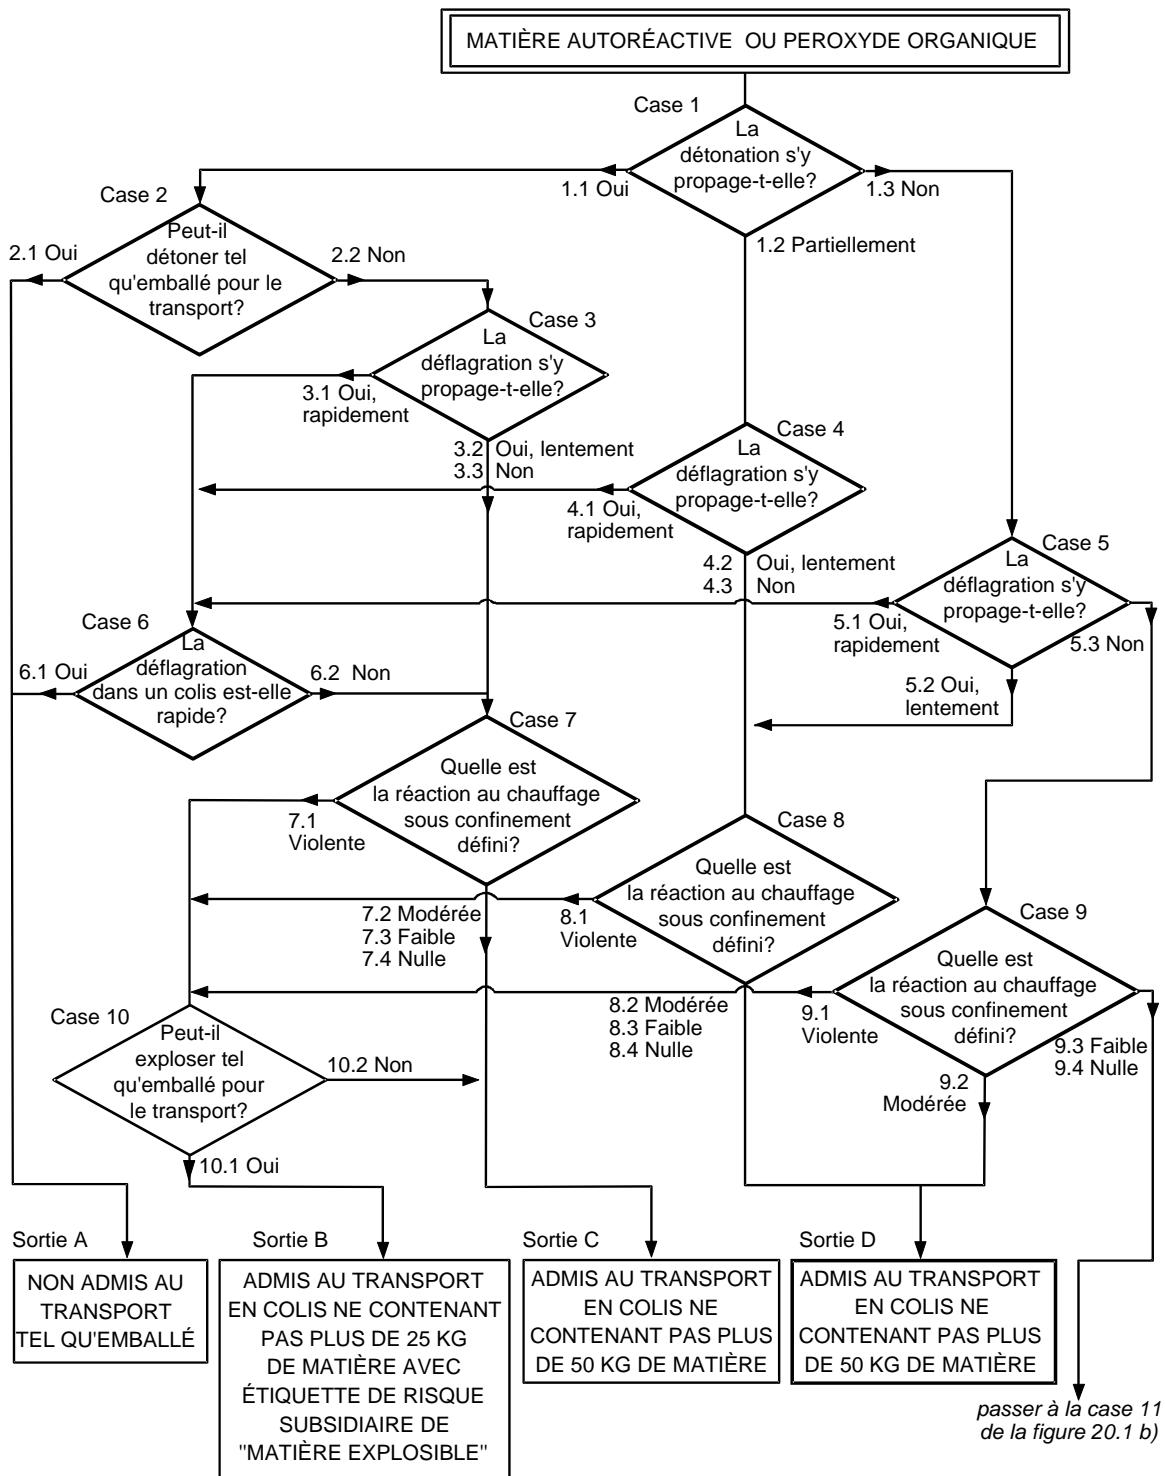 MATIÈRE AUTORÉACTIVE OU PEROXYDE ORGANIQUE
Case 1
La
détonation s'y
propage-t-elle?
1.1 Oui
1.3 Non
1.2 Partiellement
Case 2
Peut-il
détoner tel
qu'emballé pour le
transport?
2.1 Oui
2.2 Non
Case 3
La
déflagration s'y
propage-t-elle?
3.1 Oui,
rapidement
3.2 Oui, lentement
3.3 Non
Case 4
La
déflagration s'y
propage-t-elle?
4.1 Oui,
rapidement
4.2 Oui, lentement
4.3 Non
Case 5
La
déflagration s'y
propage-t-elle?
5.1 Oui,
rapidement
5.3 Non
5.2 Oui,
lentement
Case 6
La
déflagration
dans un colis est-elle
rapide?
6.1 Oui
6.2 Non
Case 7
Quelle est
la réaction au chauffage
sous confinement
défini?
7.1
Violente
7.2 Modérée
7.3 Faible
7.4 Nulle
Case 8
Quelle est
la réaction au chauffage
sous confinement
défini?
8.1
Violente
8.2 Modérée
8.3 Faible
8.4 Nulle
Case 9
Quelle est
la réaction au chauffage
sous confinement
défini?
9.1
Violente
9.2
Modérée
9.3 Faible
9.4 Nulle
Case 10
Peut-il
exploser tel
qu'emballé pour
le transport?
10.2 Non
10.1 Oui
Sortie A
NON ADMIS AU
TRANSPORT
TEL QU'EMBALLÉ
Sortie B
ADMIS AU TRANSPORT
EN COLIS NE CONTENANT
PAS PLUS DE 25 KG
DE MATIÈRE AVEC
ÉTIQUETTE DE RISQUE
SUBSIDIAIRE DE
"MATIÈRE EXPLOSIBLE"
Sortie C
ADMIS AU TRANSPORT
EN COLIS NE
CONTENANT PAS PLUS
DE 50 KG DE MATIÈRE
Sortie D
ADMIS AU TRANSPORT
EN COLIS NE
CONTENANT PAS PLUS
DE 50 KG DE MATIÈRE
passer à la case 11
de la figure 20.1 b)